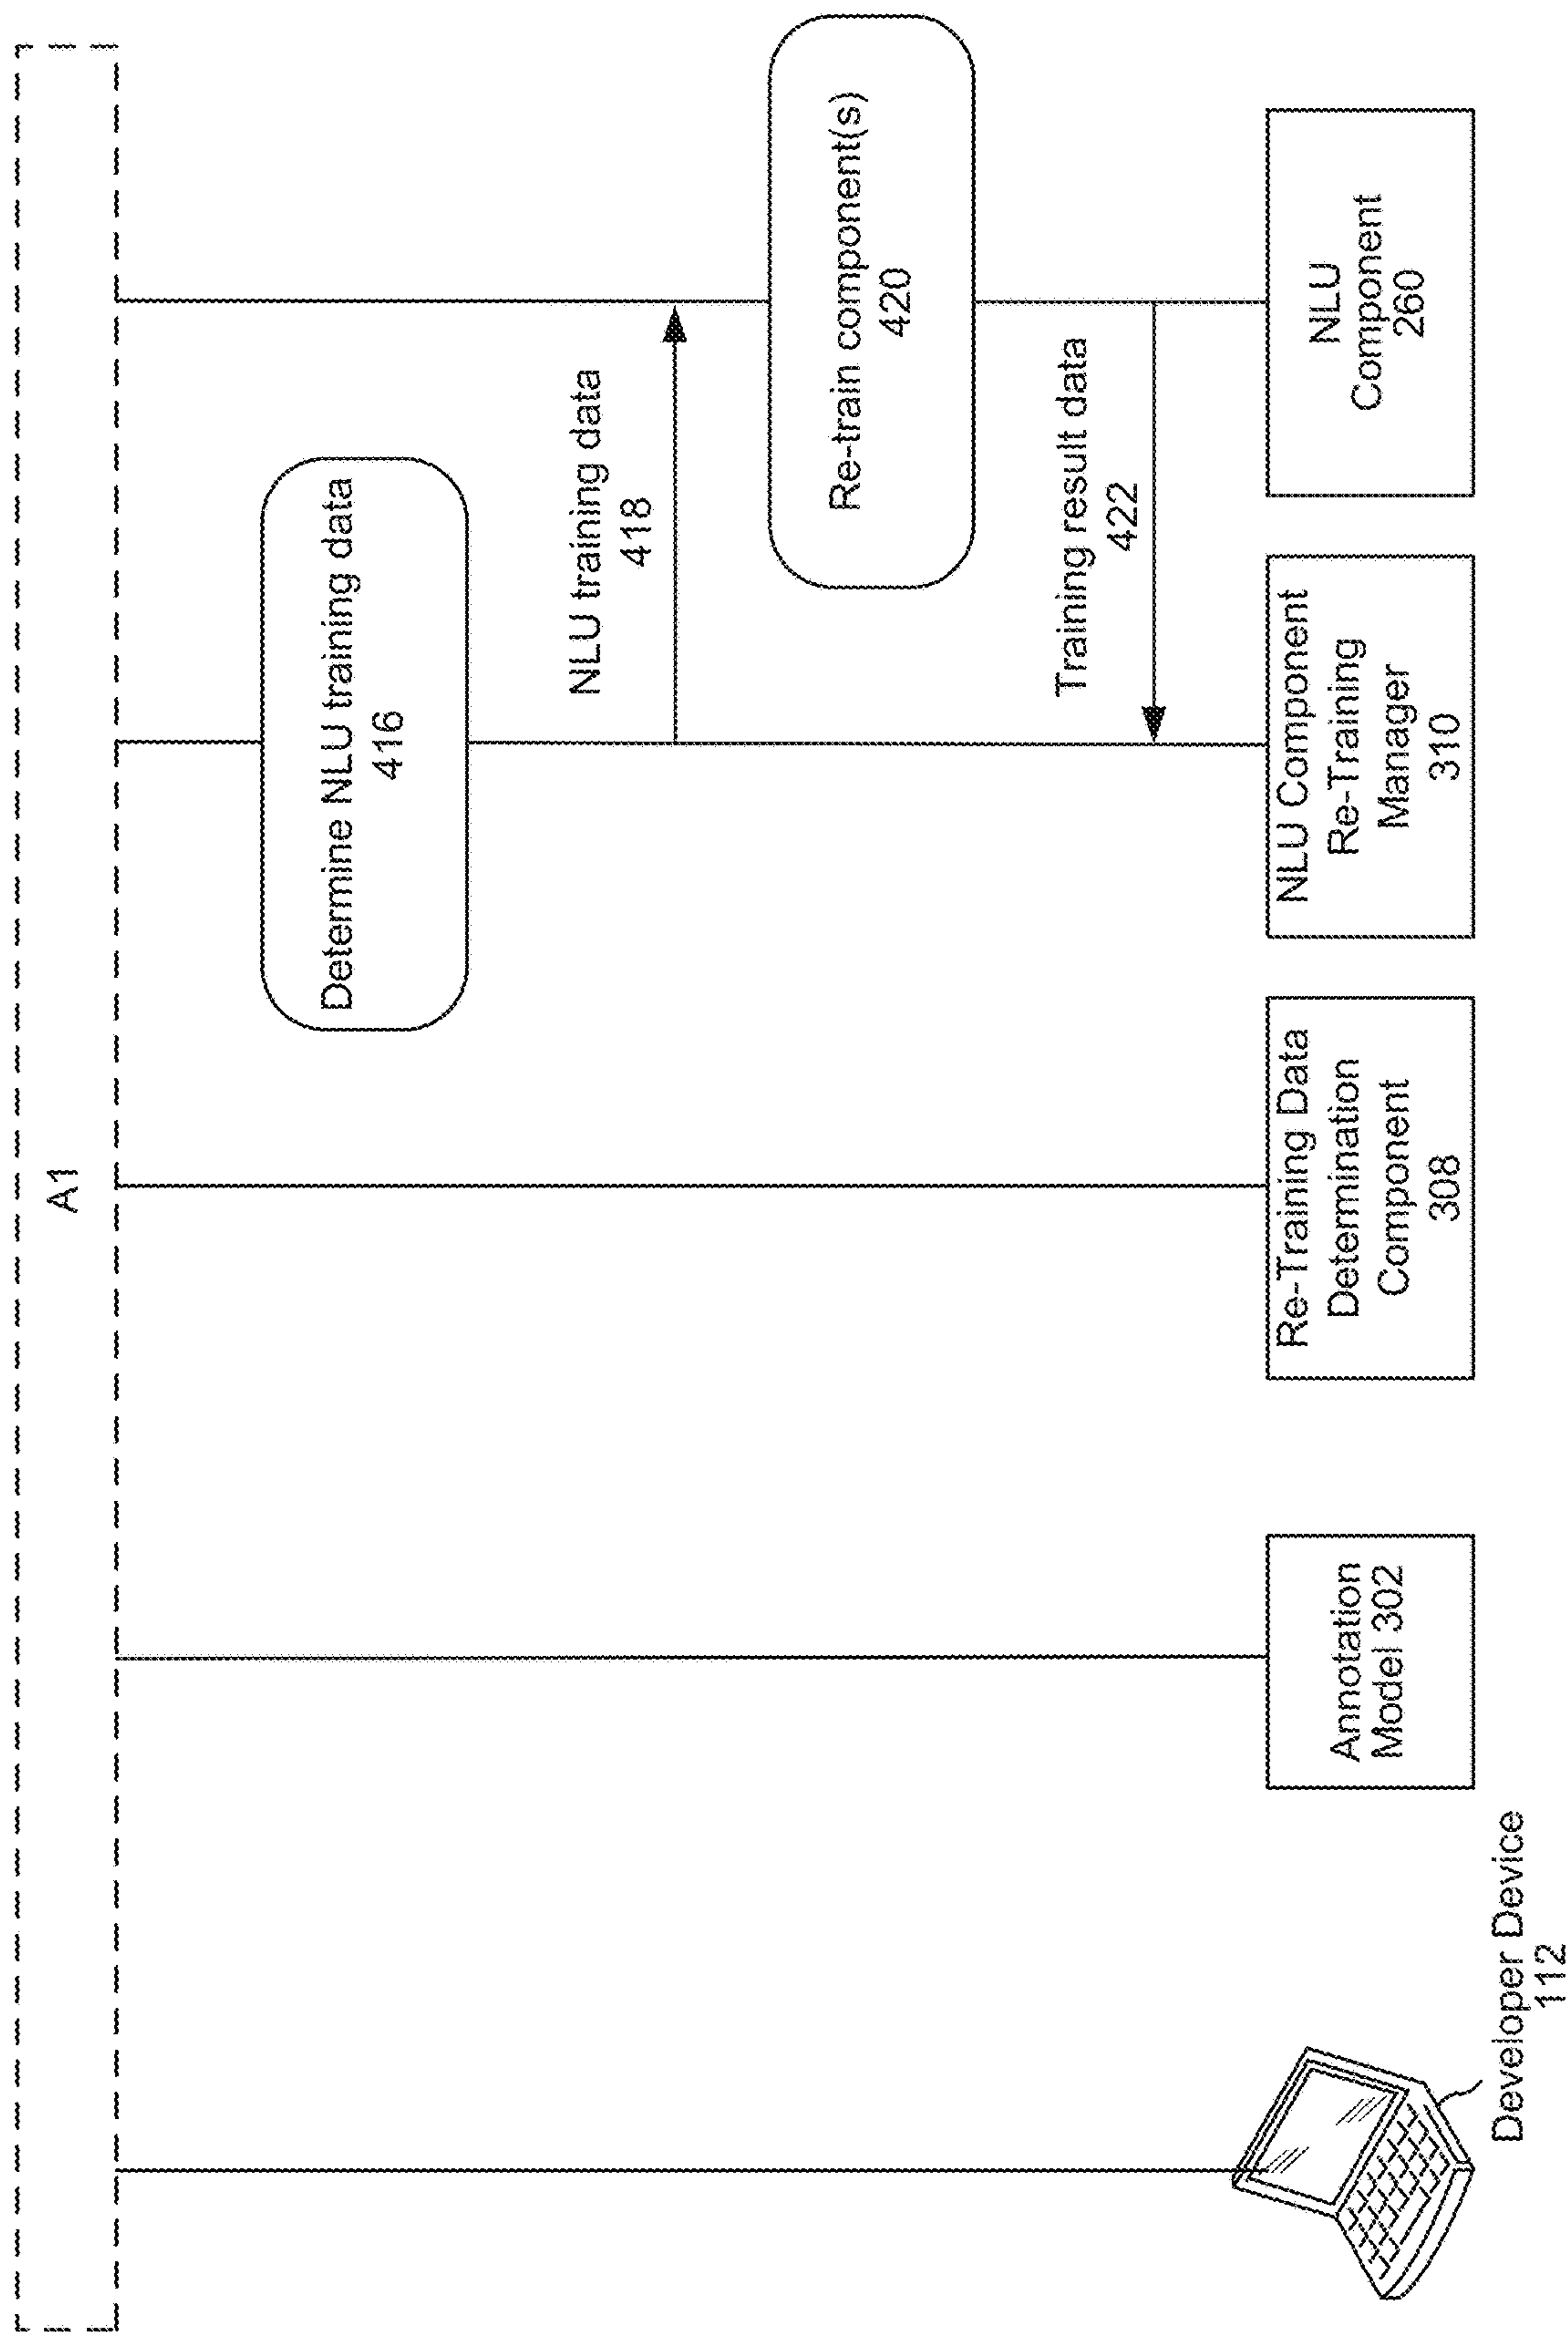 A1
Determine NLU training data
416
NLU training data
418
Re-train component(s)
420
Training result data
422
Developer Device
112
Annotation
Model 302
Re-Training Data
Determination
Component
308
NLU Component
Re-Training
Manager
310
NLU
Component
260